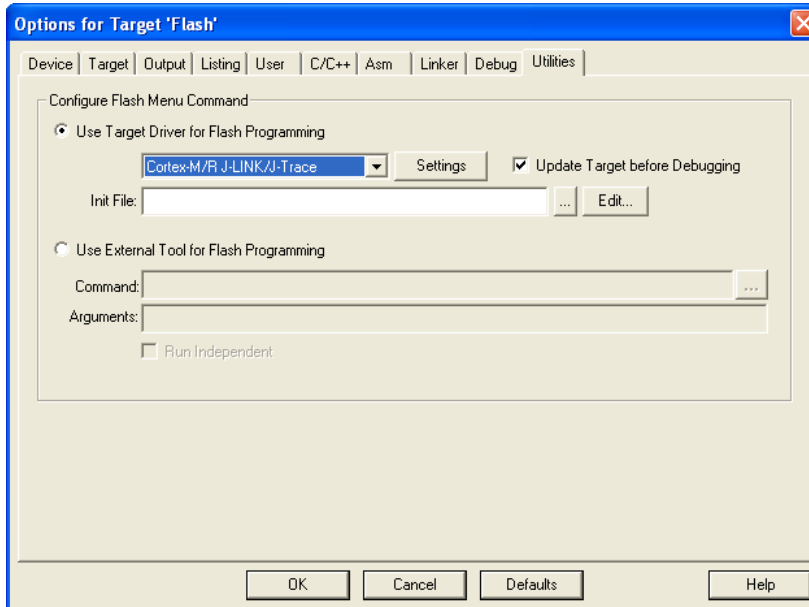 Options for Target 'Flash'
Device Target Output Listing User C/C++ Asm Linker Debug Utilities
Configure Flash Menu Command
Use Target Driver for Flash Programming
Cortex-M/R J-LINK/J-Trace Settings Update Target before Debugging
Init File: ... Edit...
Use External Tool for Flash Programming
Command: ...
Arguments:
Run Independent
OK Cancel Defaults Help